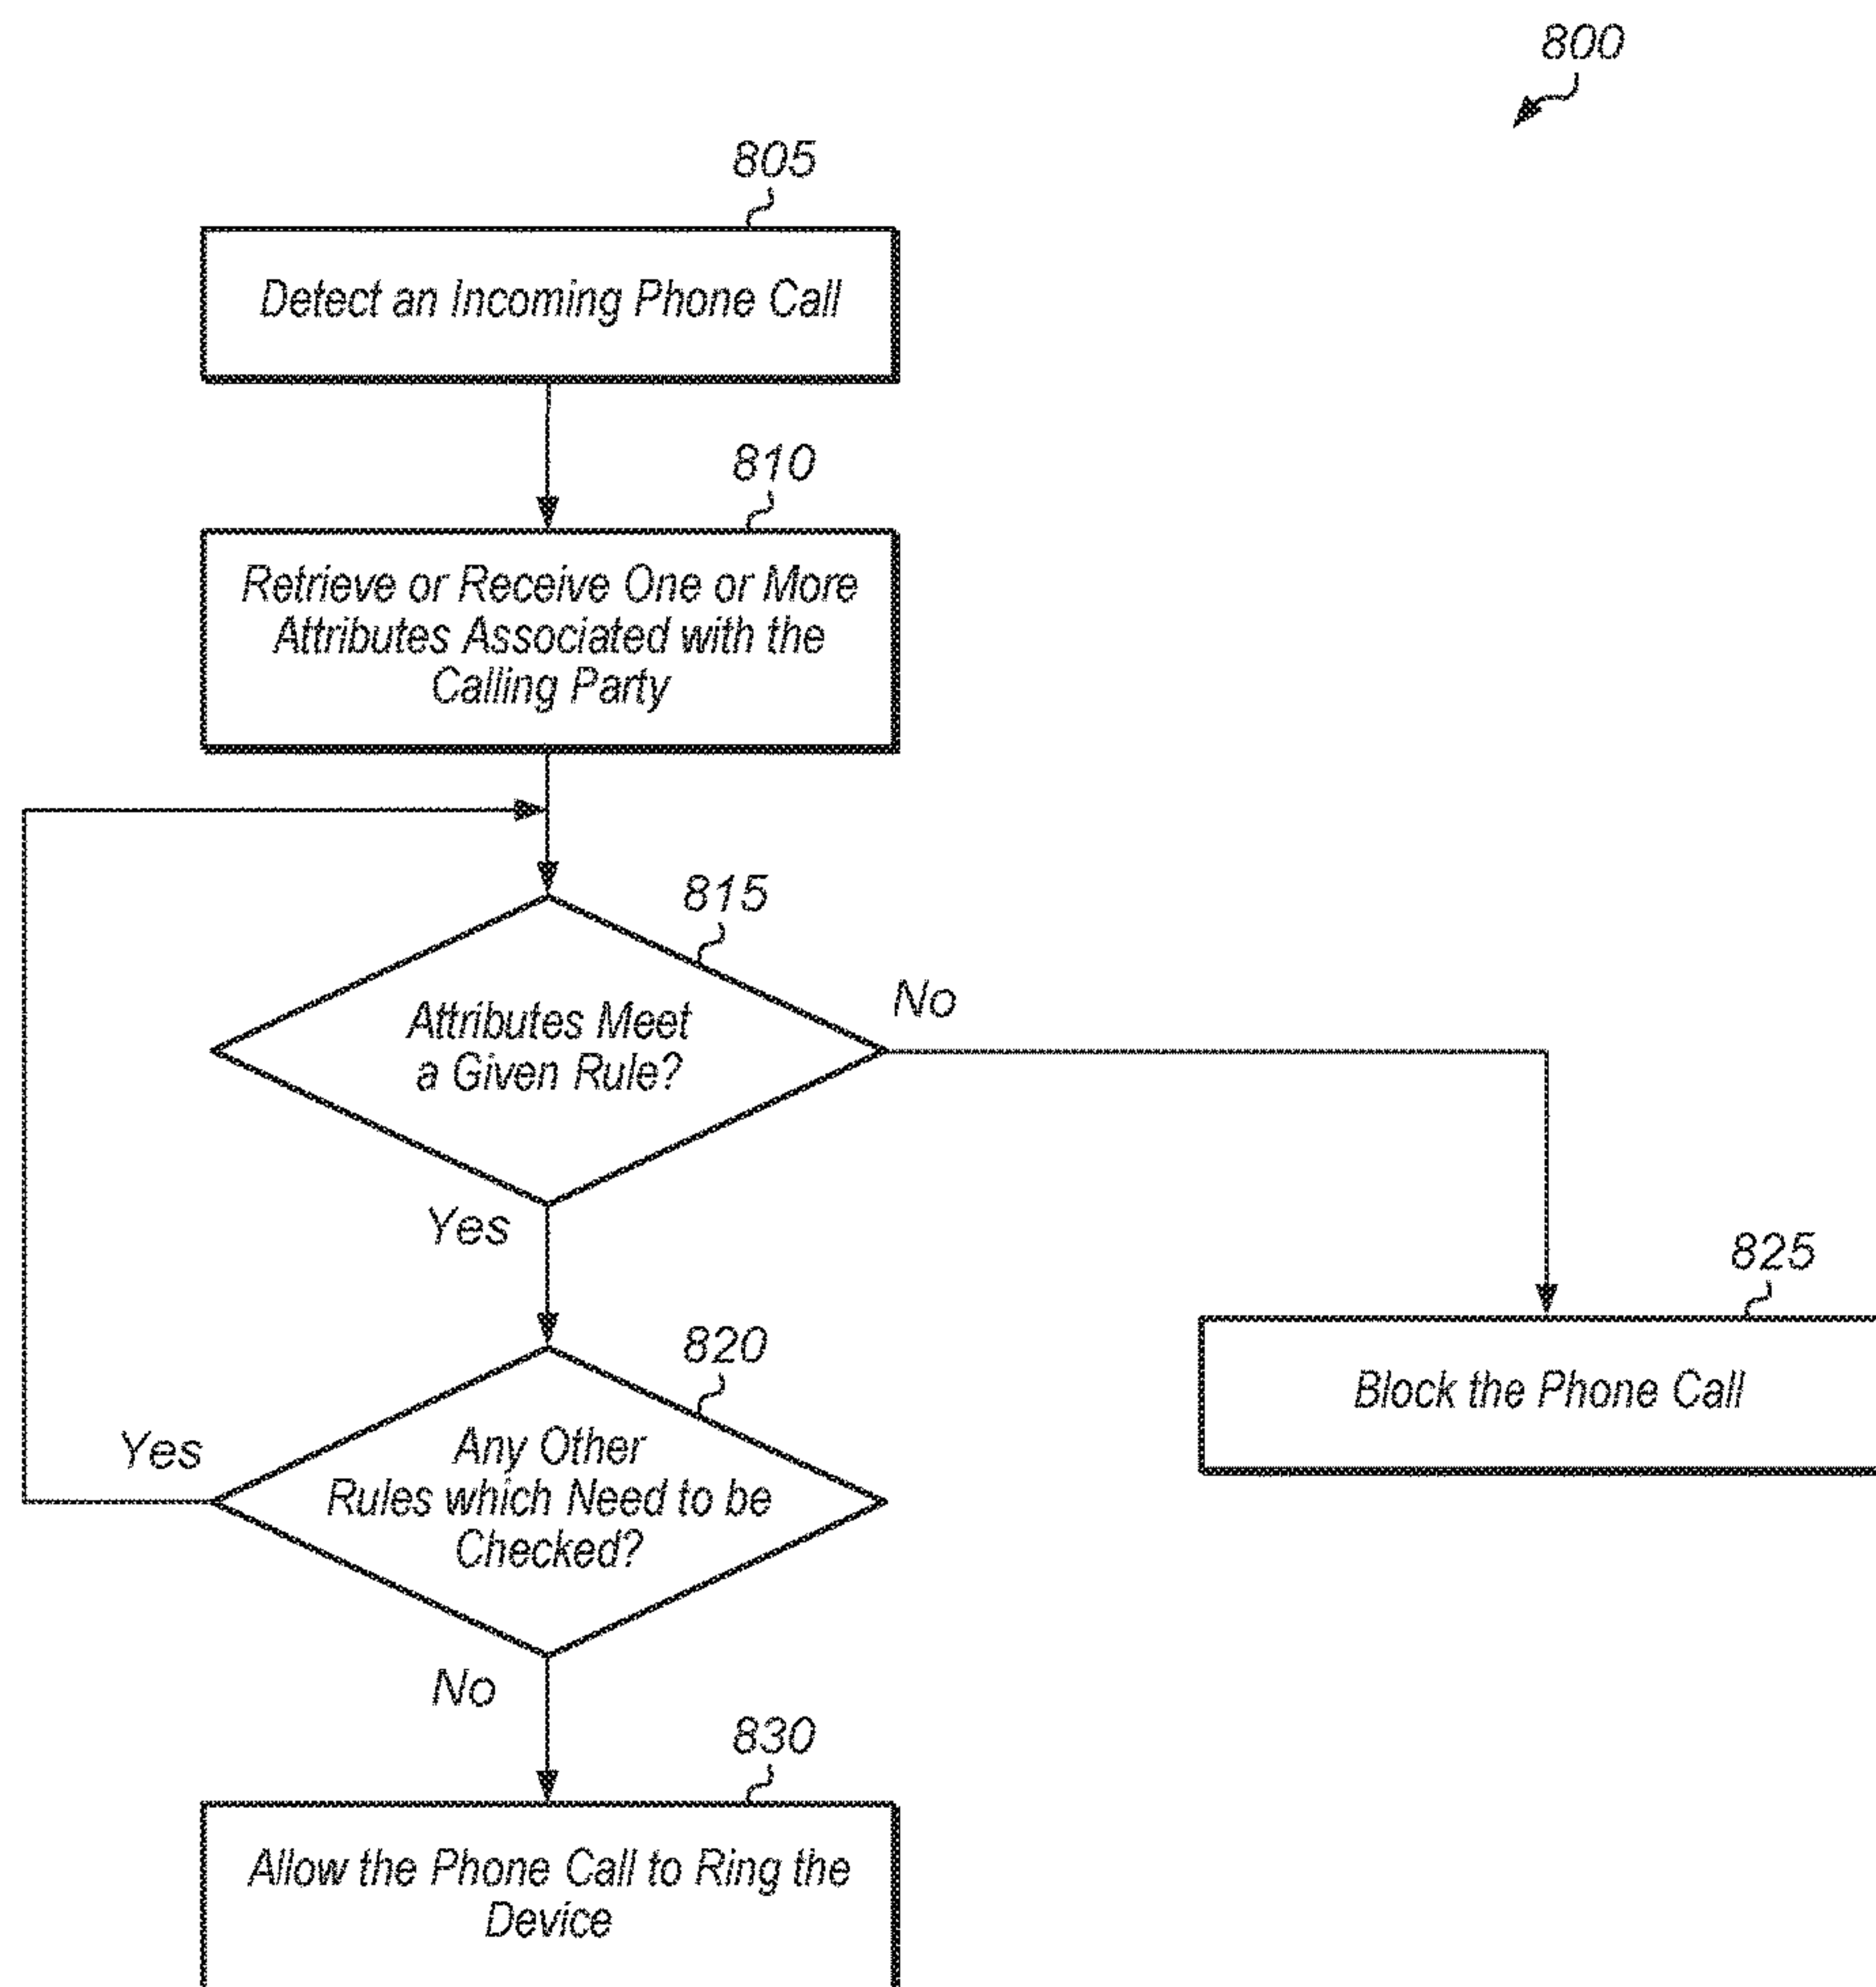 800
805
Detect an Incoming Phone Call
810
Retrieve or Receive One or More
Attributes Associated with the
Calling Party
815
Attributes Meet
a Given Rule?
No
Yes
825
Block the Phone Call
820
Any Other
Rules which Need to be
Checked?
Yes
No
830
Allow the Phone Call to Ring the
Device